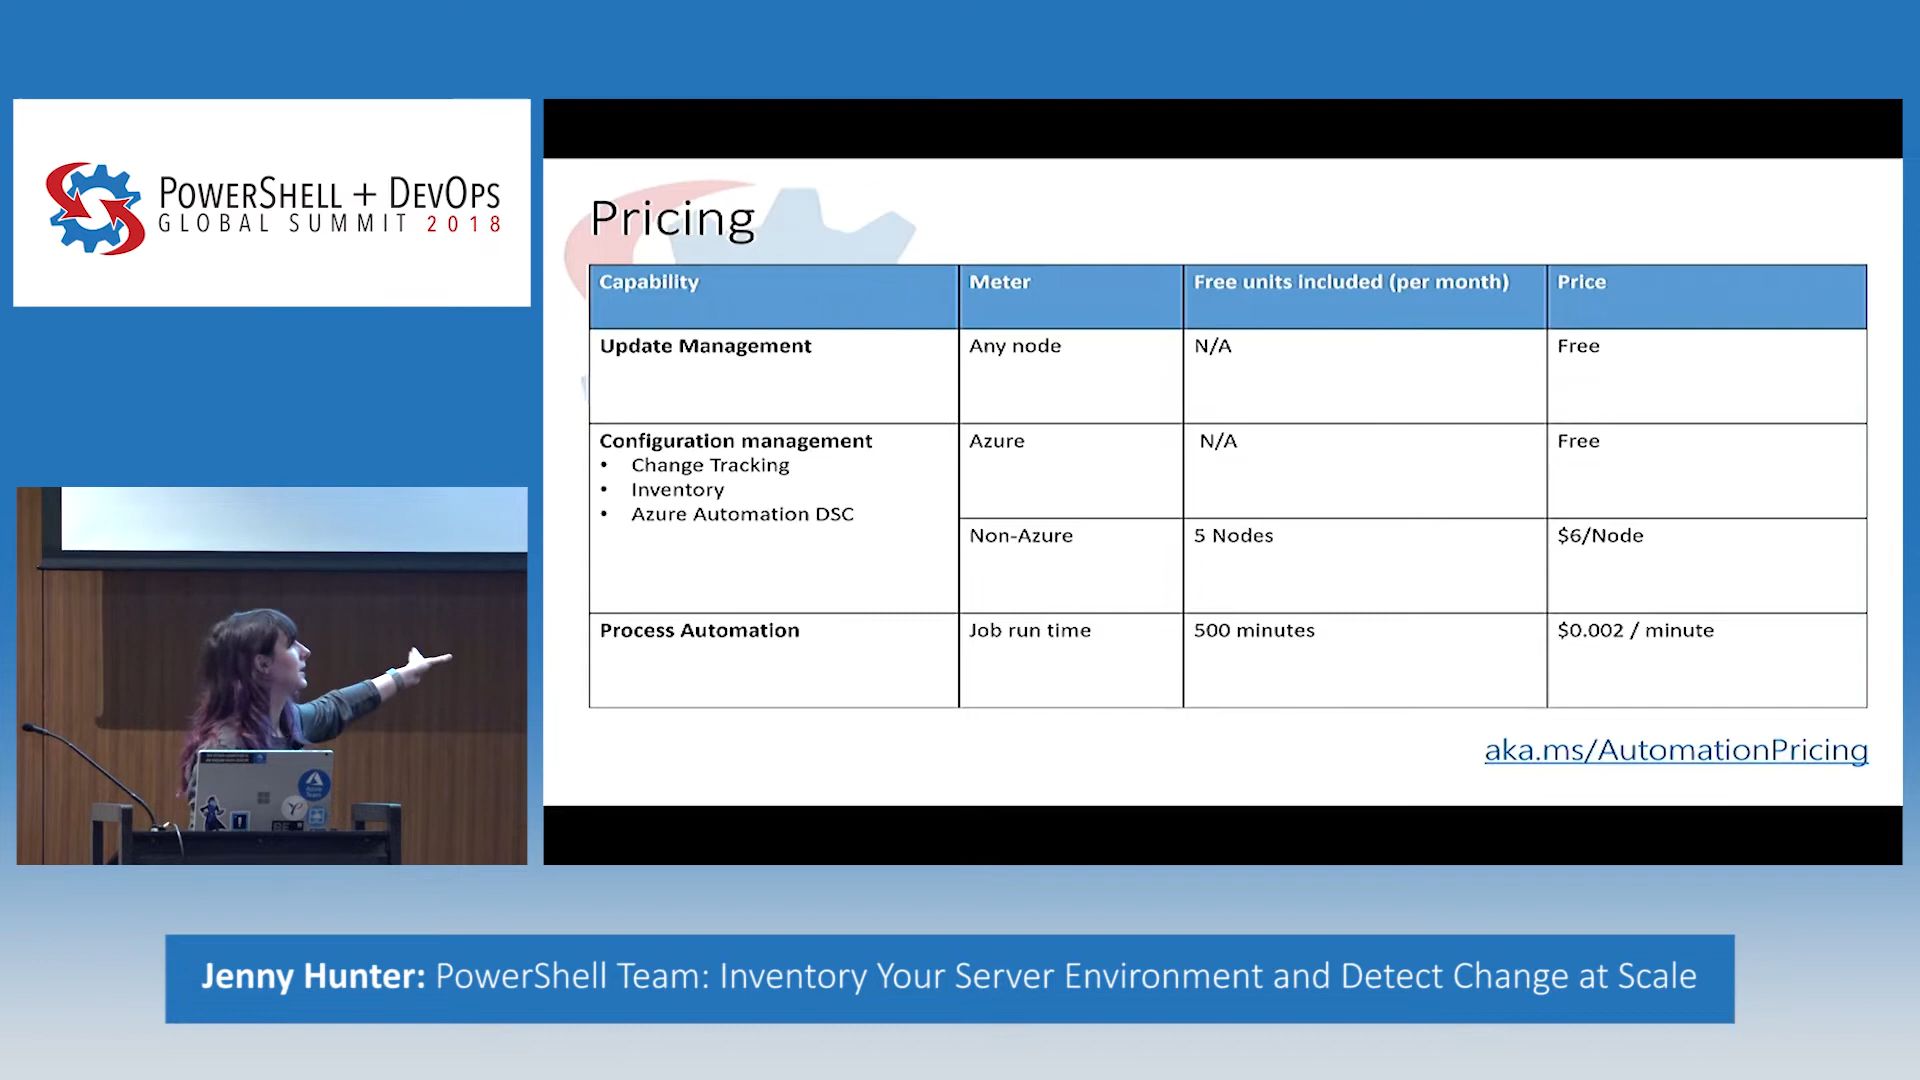 POWERSHELL + DEVOPS
GLOBAL SUMMIT 2018
Pricing
Capability Meter Free units included (per month) Price
Update Management Any node N/A Free
Configuration management Azure N/A Free
• Change Tracking
• Inventory
• Azure Automation DSC
Non-Azure 5 Nodes $6/Node
Process Automation Job run time 500 minutes $0.002 / minute
aka.ms/AutomationPricing
Jenny Hunter: PowerShell Team: Inventory Your Server Environment and Detect Change at Scale